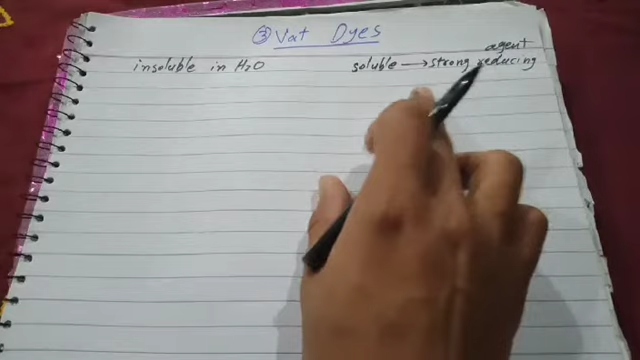 ③ Vat Dyes
insoluble in H₂O
soluble → strong reducing agent